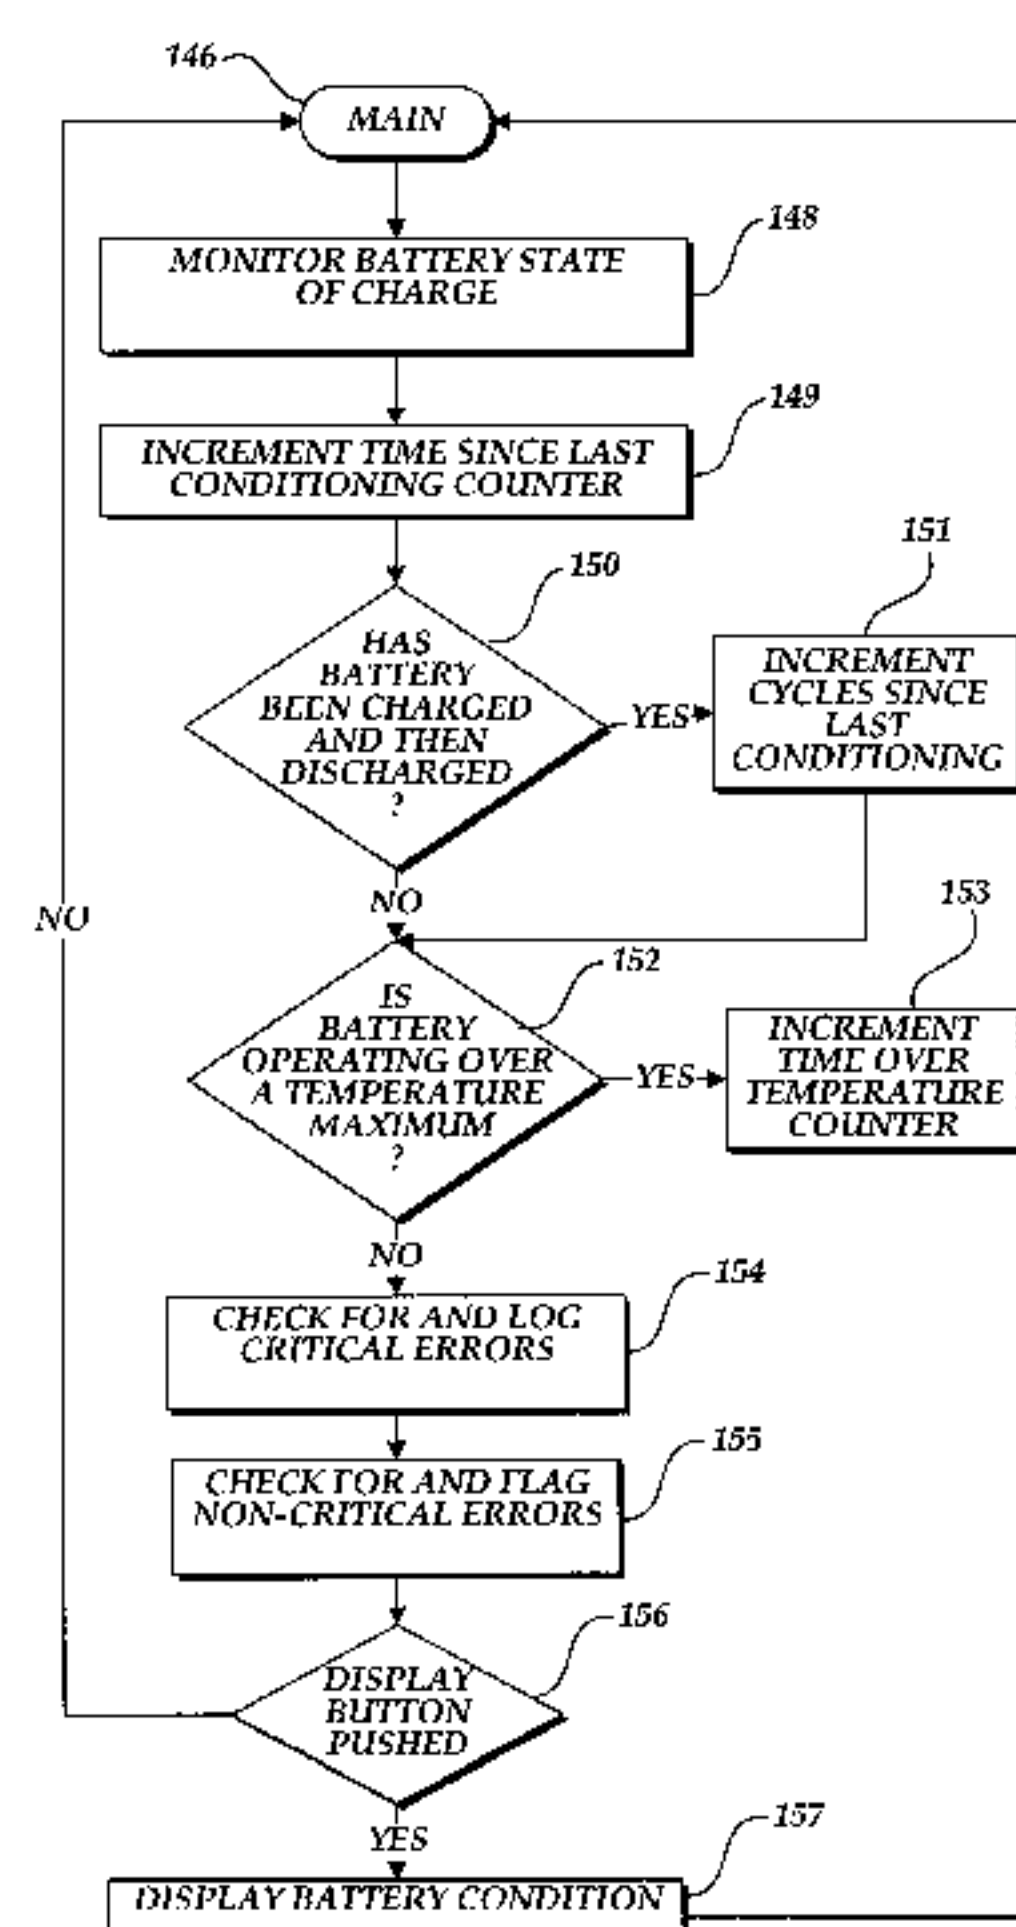 146
MAIN
148
MONITOR BATTERY STATE
OF CHARGE
149
INCREMENT TIME SINCE LAST
CONDITIONING COUNTER
150
151
HAS
BATTERY
BEEN CHARGED
AND THEN
DISCHARGED
?
YES
INCREMENT
CYCLES SINCE
LAST
CONDITIONING
NO
NO
152
153
IS
BATTERY
OPERATING OVER
A TEMPERATURE
MAXIMUM
?
YES
INCREMENT
TIME OVER
TEMPERATURE
COUNTER
NO
154
CHECK FOR AND LOG
CRITICAL ERRORS
155
CHECK FOR AND FLAG
NON-CRITICAL ERRORS
156
DISPLAY
BUTTON
PUSHED
YES
157
DISPLAY BATTERY CONDITION